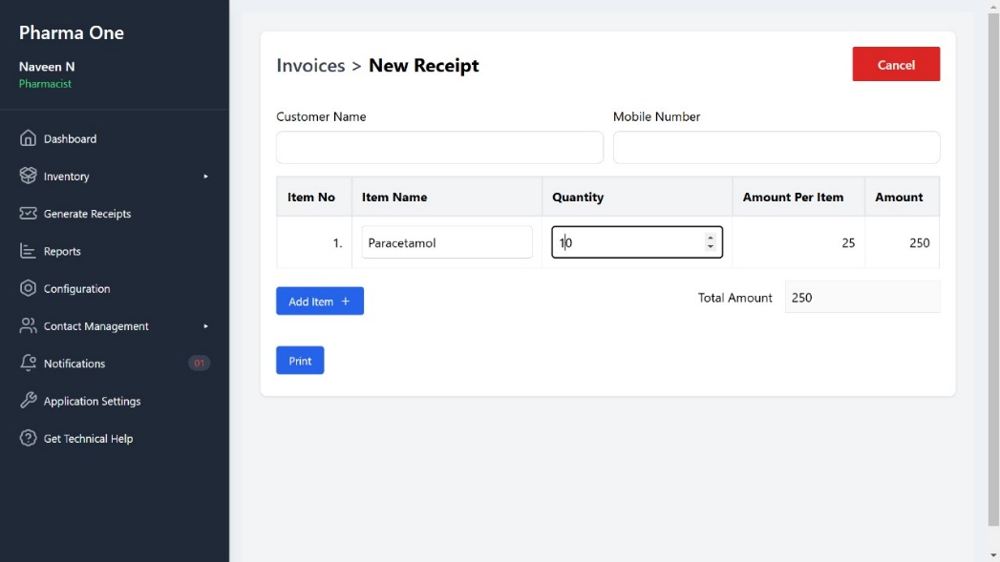 Pharma One
Naveen N
Pharmacist
Dashboard
Inventory
Generate Receipts
Reports
Configuration
Contact Management
Notifications 01
Application Settings
Get Technical Help
Invoices > New Receipt
Cancel
Customer Name Mobile Number
Item No Item Name Quantity Amount Per Item Amount
1. Paracetamol 10 25 250
Add Item + Total Amount 250
Print